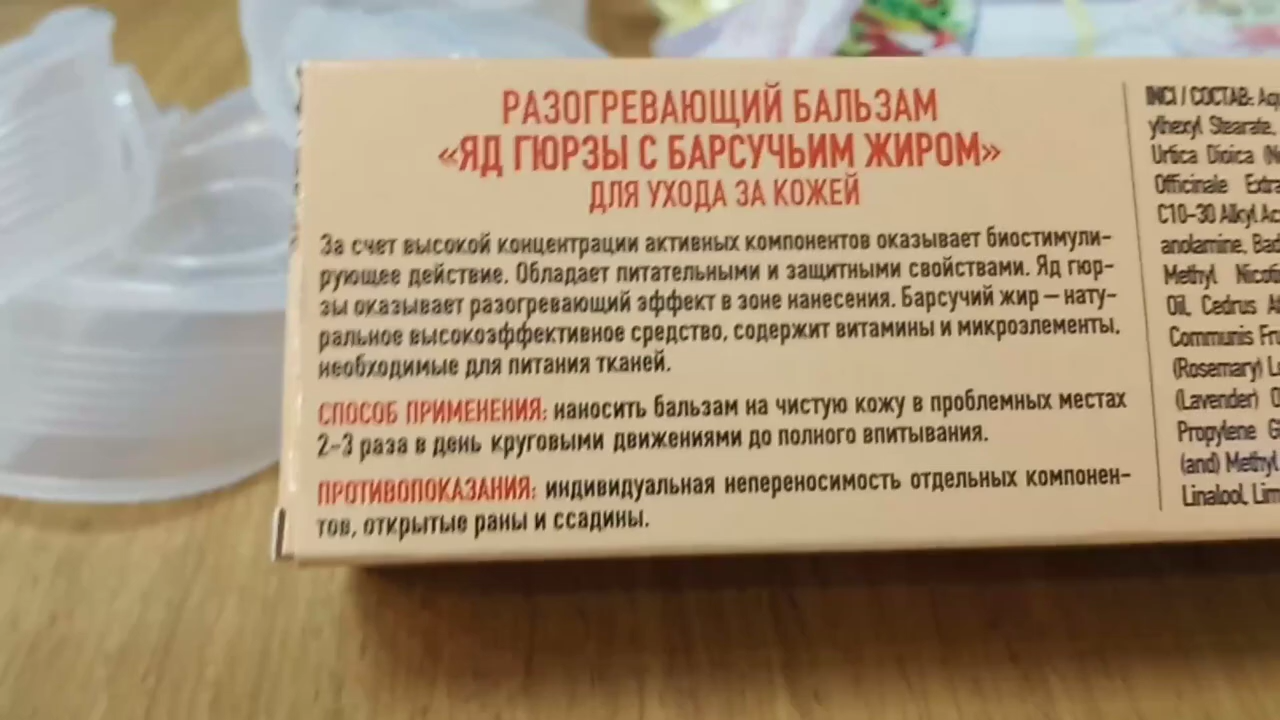 РАЗОГРЕВАЮЩИЙ БАЛЬЗАМ
«ЯД ГЮРЗЫ С БАРСУЧЬИМ ЖИРОМ»
ДЛЯ УХОДА ЗА КОЖЕЙ
За счет высокой концентрации активных компонентов оказывает биостимули-
рующее действие. Обладает питательными и защитными свойствами. Яд гюр-
зы оказывает разогревающий эффект в зоне нанесения. Барсучий жир – нату-
ральное высокоэффективное средство, содержит витамины и микроэлементы,
необходимые для питания тканей.
СПОСОБ ПРИМЕНЕНИЯ: наносить бальзам на чистую кожу в проблемных местах
2-3 раза в день круговыми движениями до полного впитывания.
ПРОТИВОПОКАЗАНИЯ: индивидуальная непереносимость отдельных компонен-
тов, открытые раны и ссадины.
INCI / СОСТАВ:
ylhexyl Stearate,
Urtica Dioica
Officinale
C10-30 Alkyl
anolamine,
Methyl
Oil, Cedrus
Communis
(Rosemary)
(Lavender)
Propylene
(and) Methyl
Linalool,